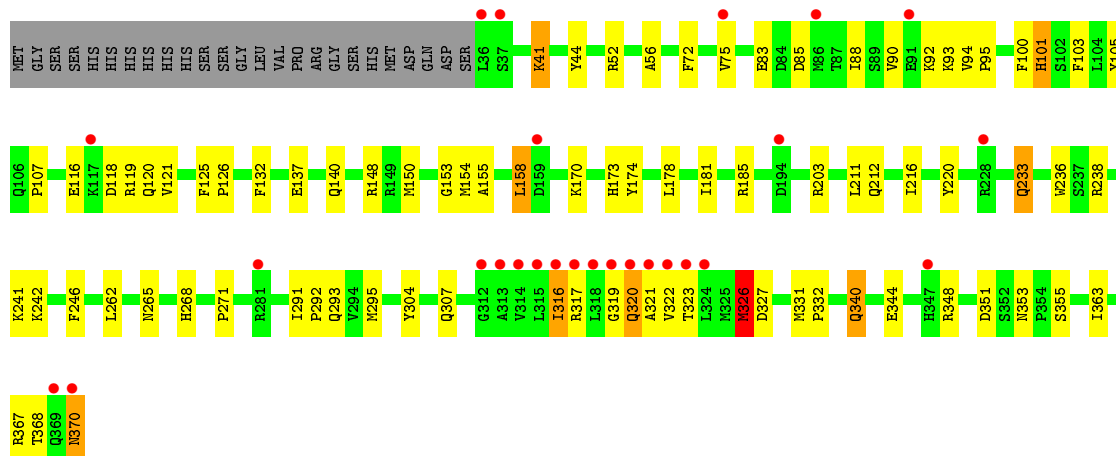 MET GLY SER SER HIS HIS HIS HIS HIS HIS SER SER GLY LEU VAL PRO ARG GLY SER HIS MET ASP GLN ASP SER L36 S37 K41 Y44 R52 A56 F72 V75 E83 D84 D85 M86 T87 I88 S89 V90 E91 K92 K93 V94 P95 F100 H101 S102 F103 L104 Y105
Q106 P107 E116 K117 D118 R119 Q120 V121 F125 P126 F132 E137 Q140 R148 R149 M150 G153 M154 A155 L158 D159 K170 H173 Y174 L178 I181 R185 D194 R203 L211 Q212 I216 Y220 R228 Q233 W236 S237 R238
K241 K242 F246 L262 N265 H268 P271 R281 I291 P292 Q293 V294 M295 Y304 Q307 G312 A313 V314 L315 I316 R317 L318 G319 Q320 A321 V322 T323 L324 M325 M326 D327 M331 P332 Q340 E344 H347 R348 D351 S352 N353 P354 S355 I363
R367 T368 Q369 N370